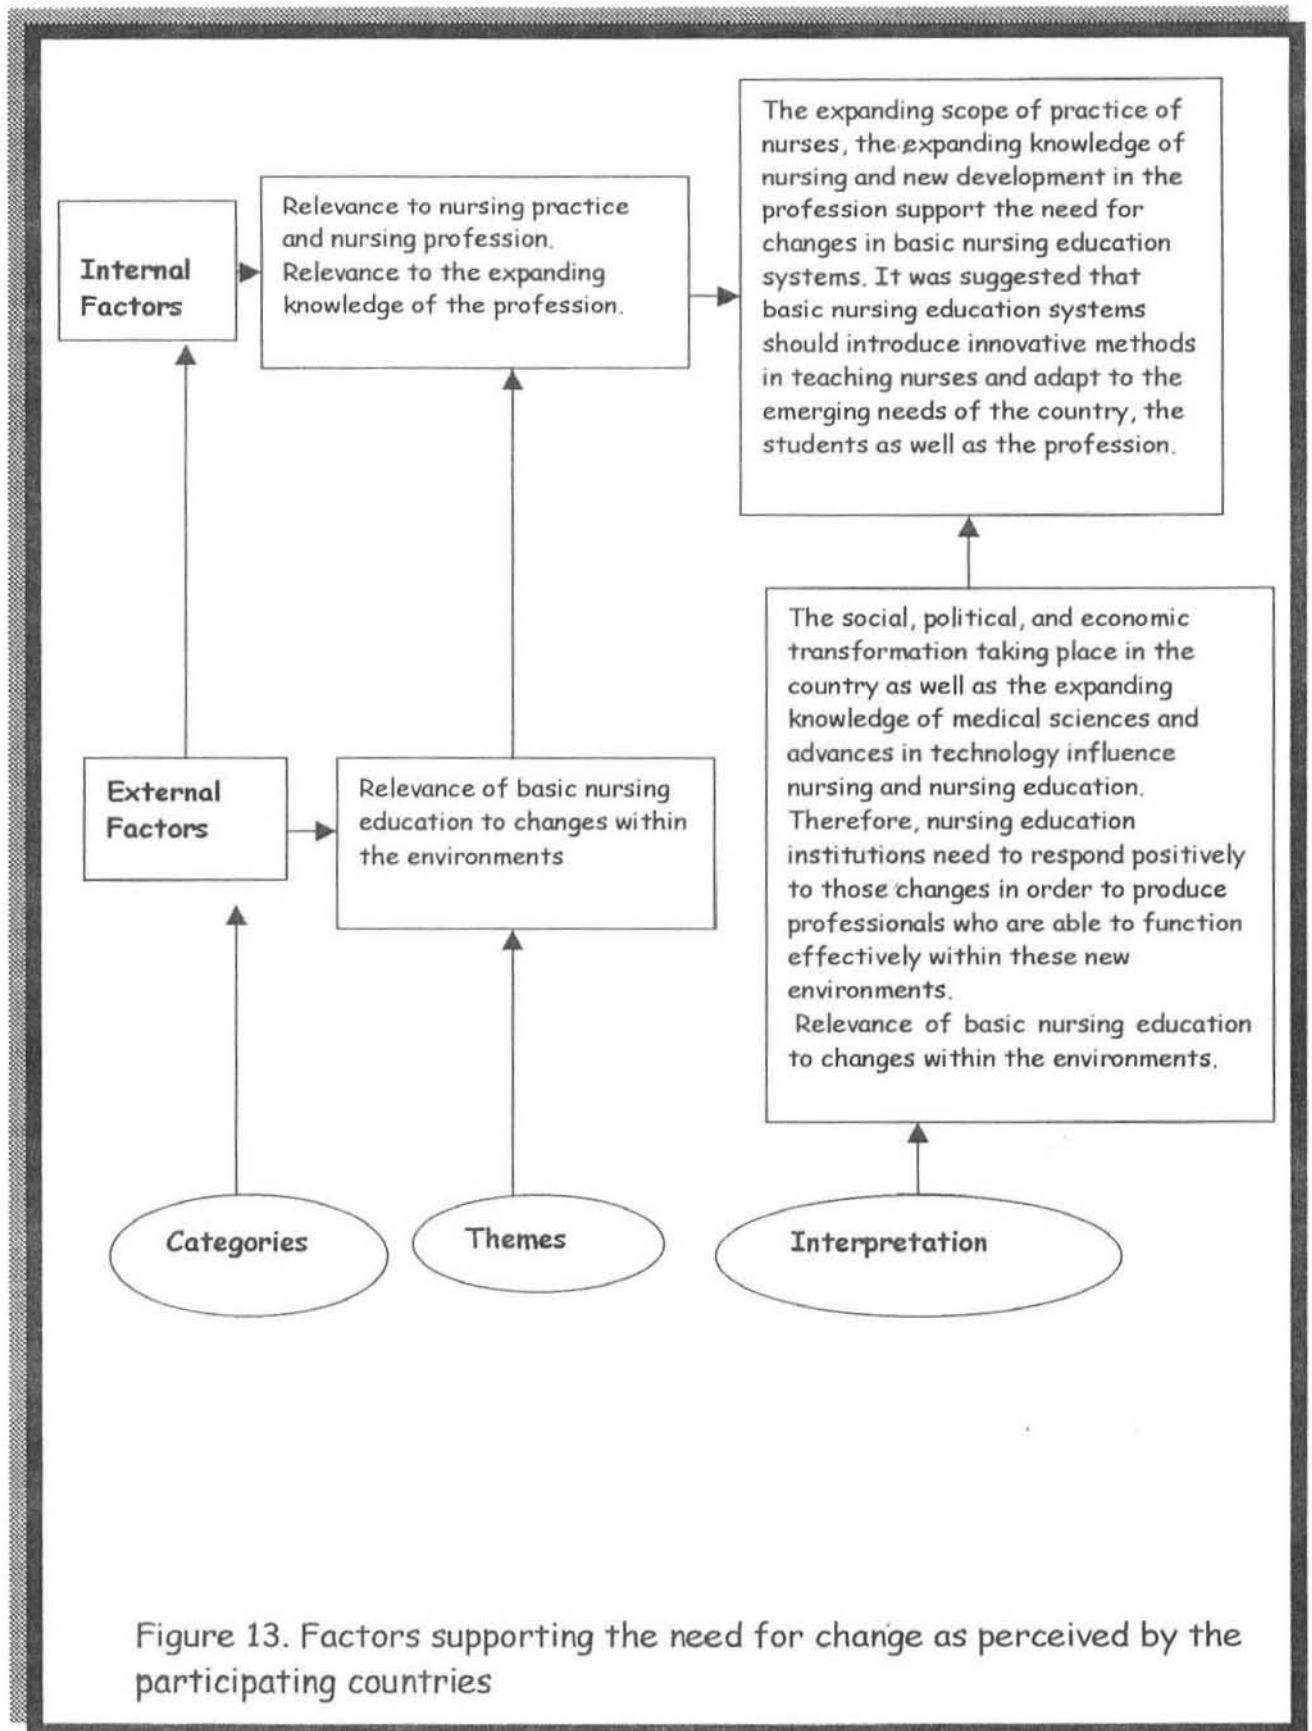 Internal
Factors
Relevance to nursing practice
and nursing profession.
Relevance to the expanding
knowledge of the profession.
The expanding scope of practice of
nurses, the expanding knowledge of
nursing and new development in the
profession support the need for
changes in basic nursing education
systems. It was suggested that
basic nursing education systems
should introduce innovative methods
in teaching nurses and adapt to the
emerging needs of the country, the
students as well as the profession.
External
Factors
Relevance of basic nursing
education to changes within
the environments
The social, political, and economic
transformation taking place in the
country as well as the expanding
knowledge of medical sciences and
advances in technology influence
nursing and nursing education.
Therefore, nursing education
institutions need to respond positively
to those changes in order to produce
professionals who are able to function
effectively within these new
environments.
Relevance of basic nursing education
to changes within the environments.
Categories
Themes
Interpretation
Figure 13. Factors supporting the need for change as perceived by the
participating countries